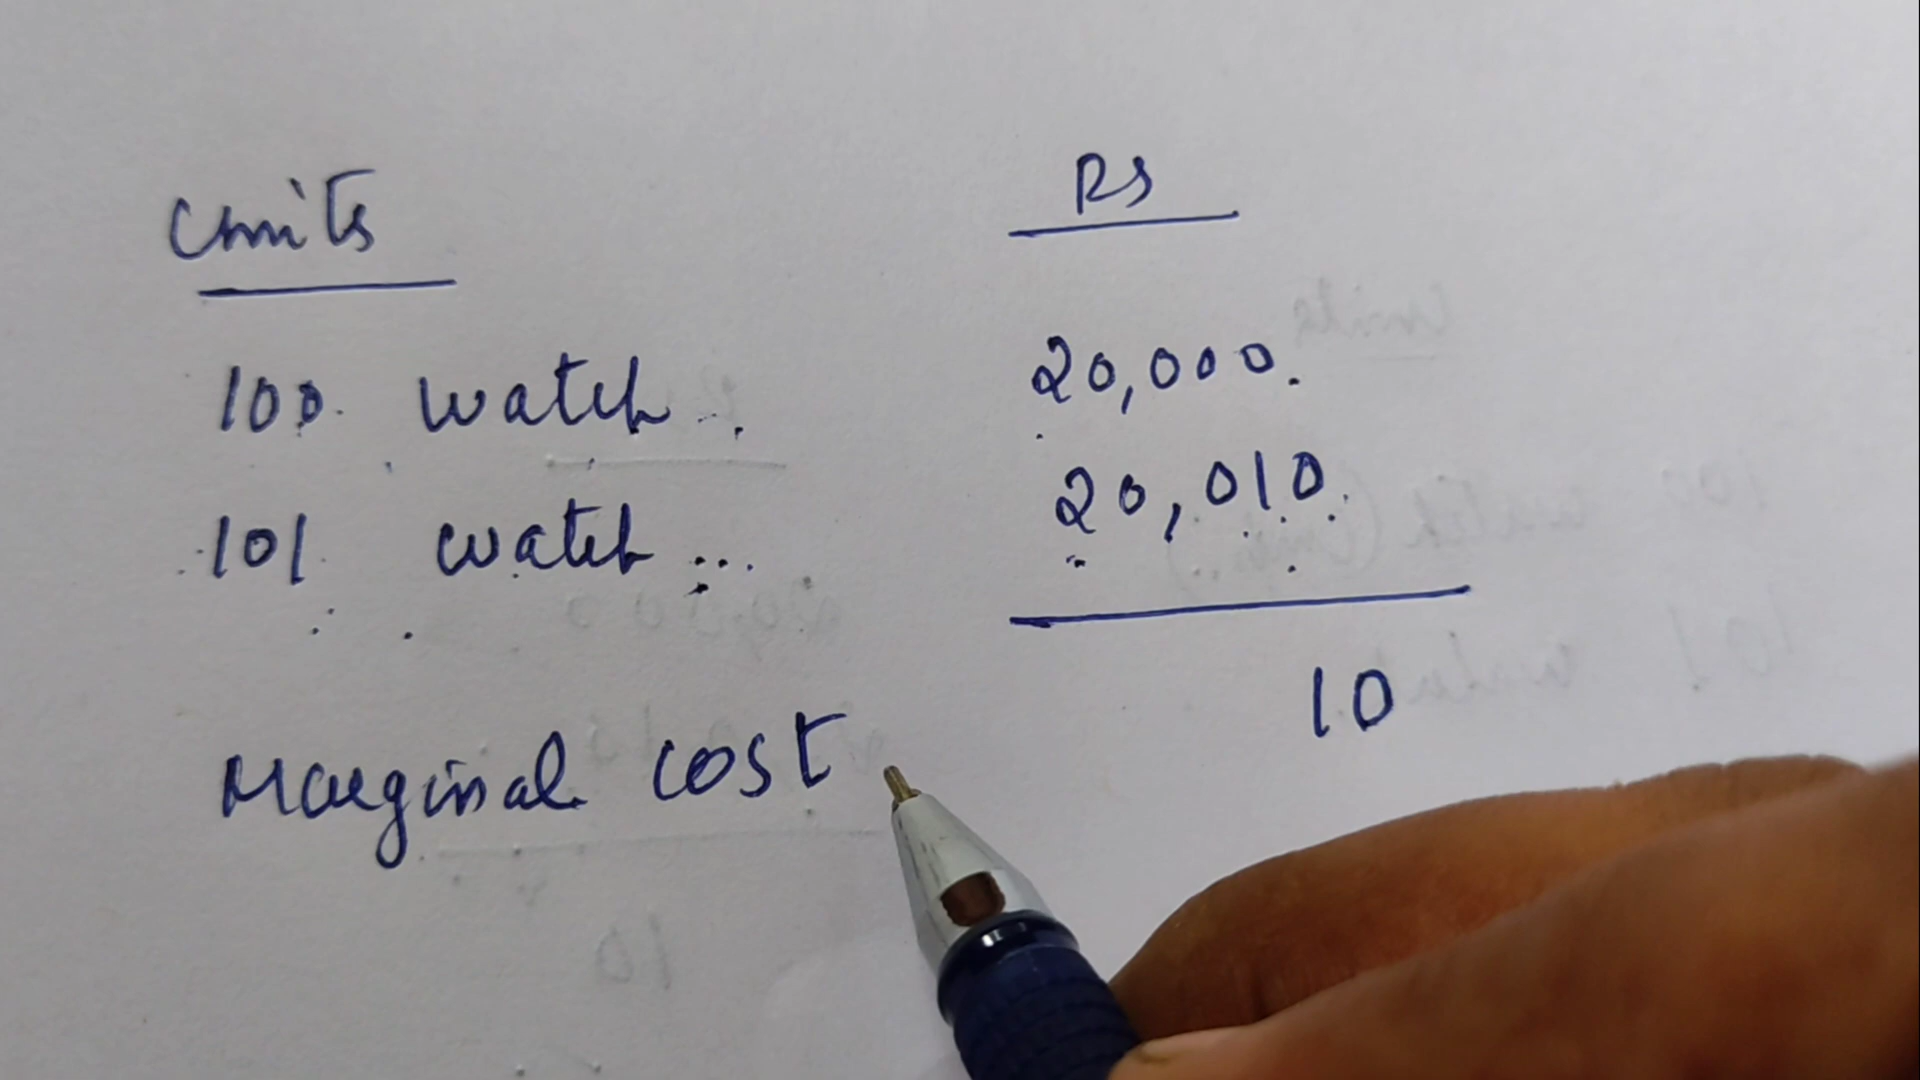 Units Rs
100 watch 20,000
101 watch 20,010
10
Marginal cost